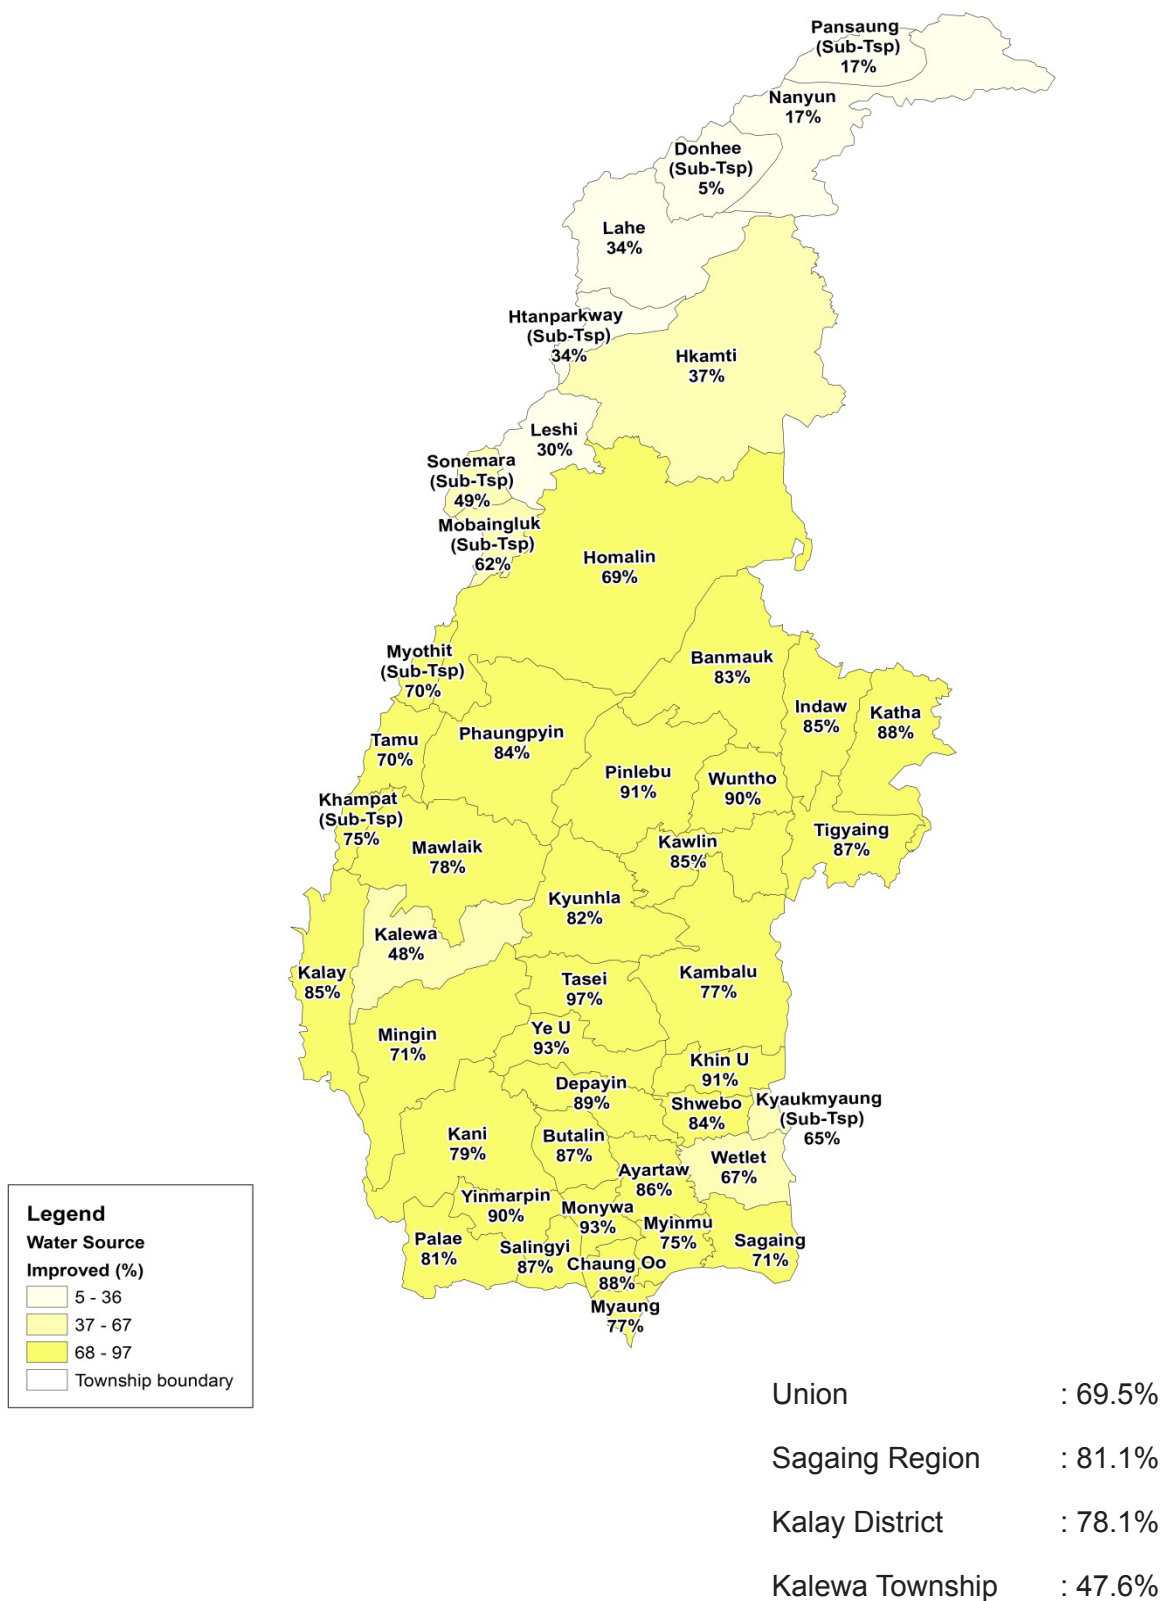 Pansaung
(Sub-Tsp)
17%
Nanyun
17%
Donhee
(Sub-Tsp)
5%
Lahe
34%
Htanparkway
(Sub-Tsp)
34%
Hkamti
37%
Leshi
30%
Sonemara
(Sub-Tsp)
49%
Mobaingluk
(Sub-Tsp)
62%
Homalin
69%
Myothit
(Sub-Tsp)
70%
Banmauk
83%
Indaw
85%
Katha
88%
Tamu
70%
Phaungpyin
84%
Pinlebu
91%
Wuntho
90%
Khampat
(Sub-Tsp)
75%
Mawlaik
78%
Kawlin
85%
Tigyaing
87%
Kyunhla
82%
Kalewa
48%
Kalay
85%
Tasei
97%
Kambalu
77%
Mingin
71%
Ye U
93%
Khin U
91%
Depayin
89%
Shwebo
84%
Kyaukmyaung
(Sub-Tsp)
65%
Kani
79%
Butalin
87%
Wetlet
67%
Ayartaw
86%
Yinmarpin
90%
Monywa
93%
Myinmu
75%
Palae
81%
Salingyi
87%
Chaung Oo
88%
Sagaing
71%
Myaung
77%
Legend
Water Source
Improved (%)
5 - 36
37 - 67
68 - 97
Township boundary
Union : 69.5%
Sagaing Region : 81.1%
Kalay District : 78.1%
Kalewa Township : 47.6%